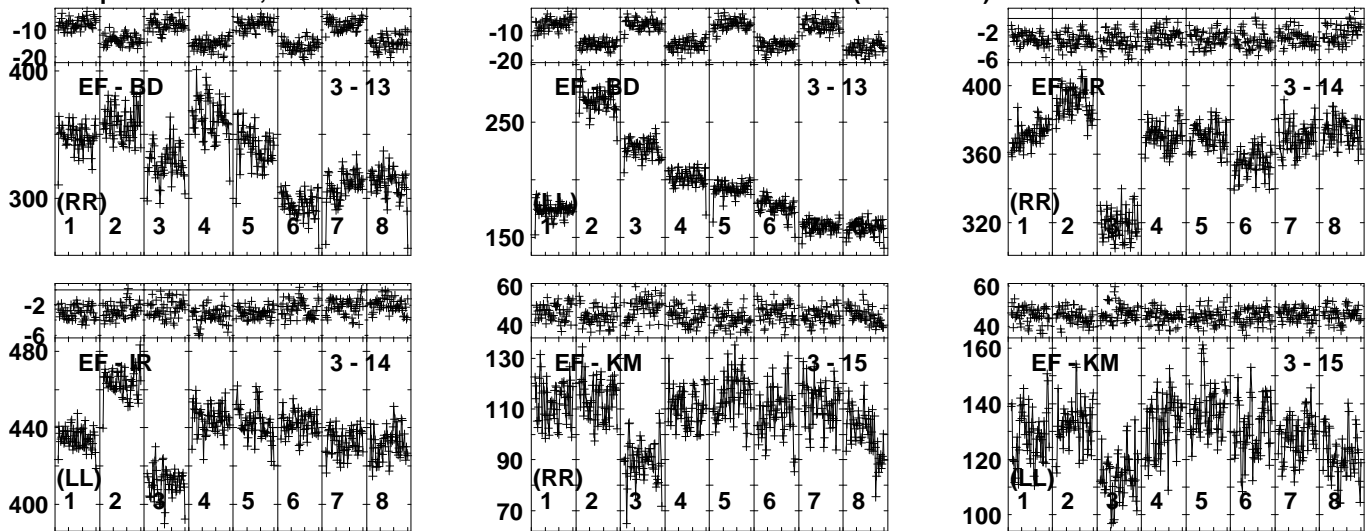 -10
-20
400
300
EF - BD
3 - 13
(RR)
1 2 3 4 5 6 7 8
-10
-20
250
150
EF - BD
3 - 13
(LL)
1 2 3 4 5 6 7 8
-2
-6
400
360
320
EF - IR
3 - 14
(RR)
1 2 3 4 5 6 7 8
-2
-6
480
440
400
EF - IR
3 - 14
(LL)
1 2 3 4 5 6 7 8
60
40
130
110
90
70
EF - KM
3 - 15
(RR)
1 2 3 4 5 6 7 8
60
40
160
140
120
100
EF - KM
3 - 15
(LL)
1 2 3 4 5 6 7 8